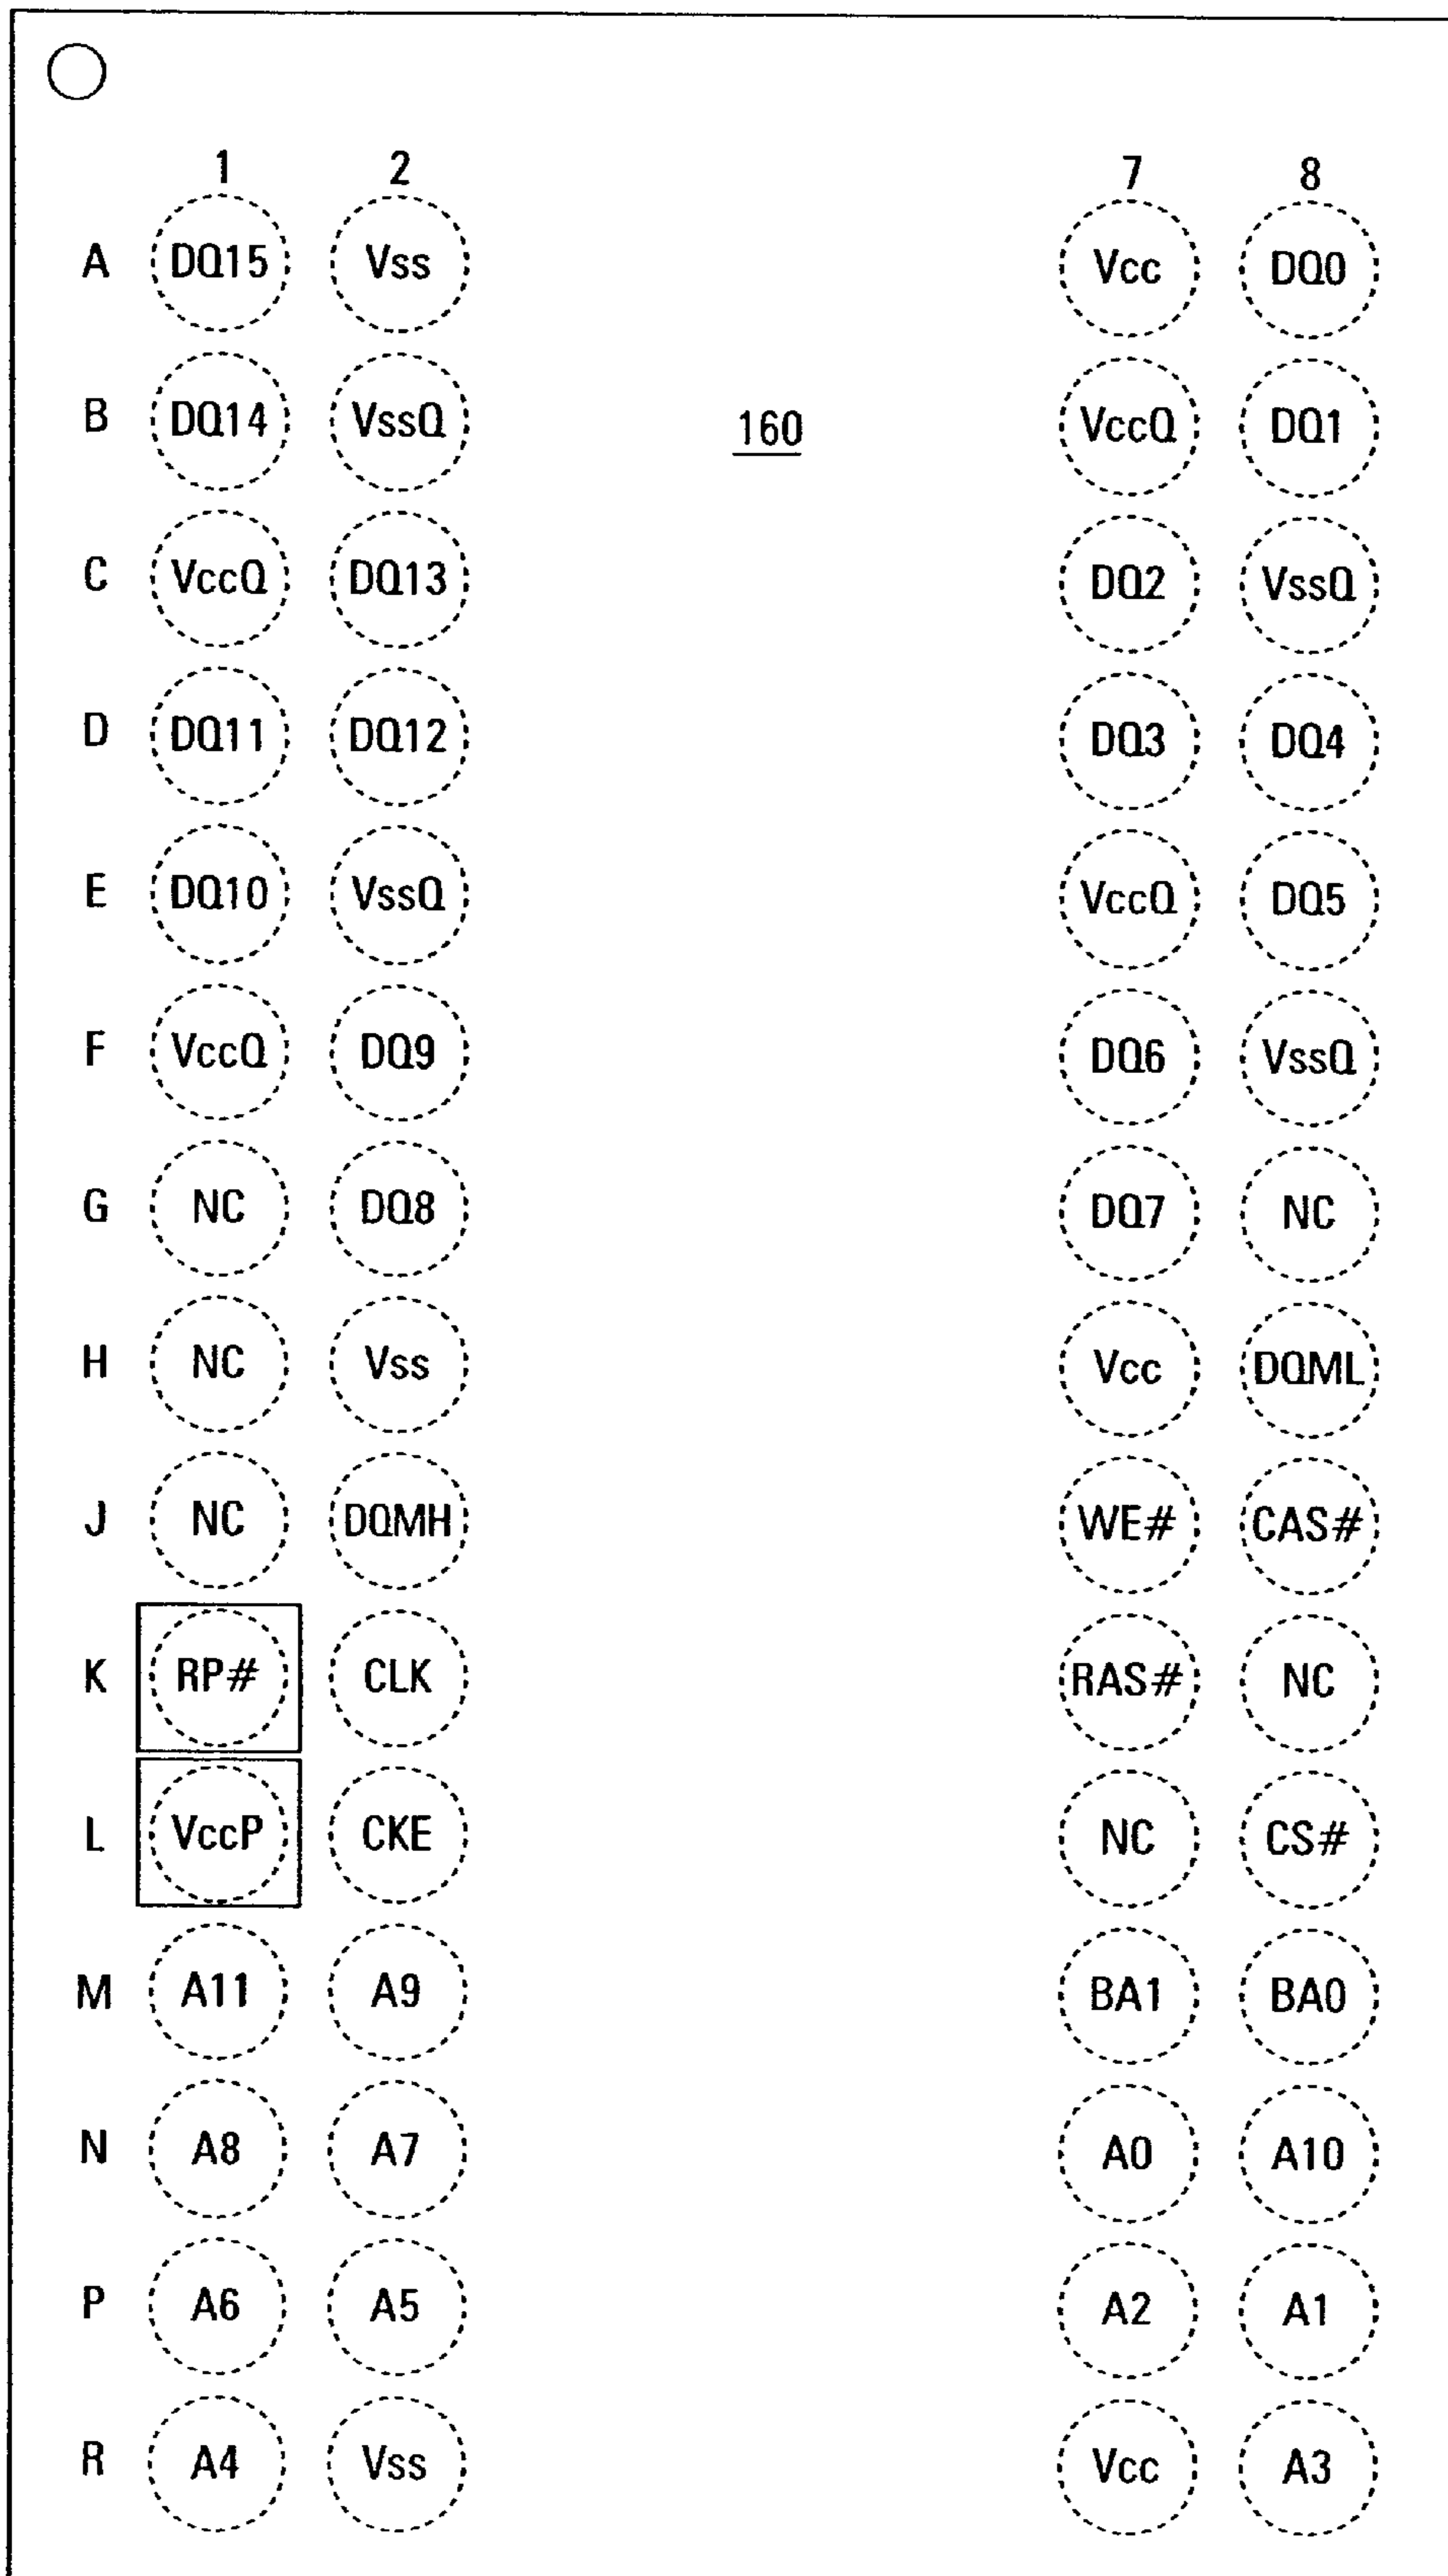 1 2 7 8
A DQ15 Vss Vcc DQ0
B DQ14 VssQ 160 VccQ DQ1
C VccQ DQ13 DQ2 VssQ
D DQ11 DQ12 DQ3 DQ4
E DQ10 VssQ VccQ DQ5
F VccQ DQ9 DQ6 VssQ
G NC DQ8 DQ7 NC
H NC Vss Vcc DQML
J NC DQMH WE# CAS#
K RP# CLK RAS# NC
L VccP CKE NC CS#
M A11 A9 BA1 BA0
N A8 A7 A0 A10
P A6 A5 A2 A1
R A4 Vss Vcc A3